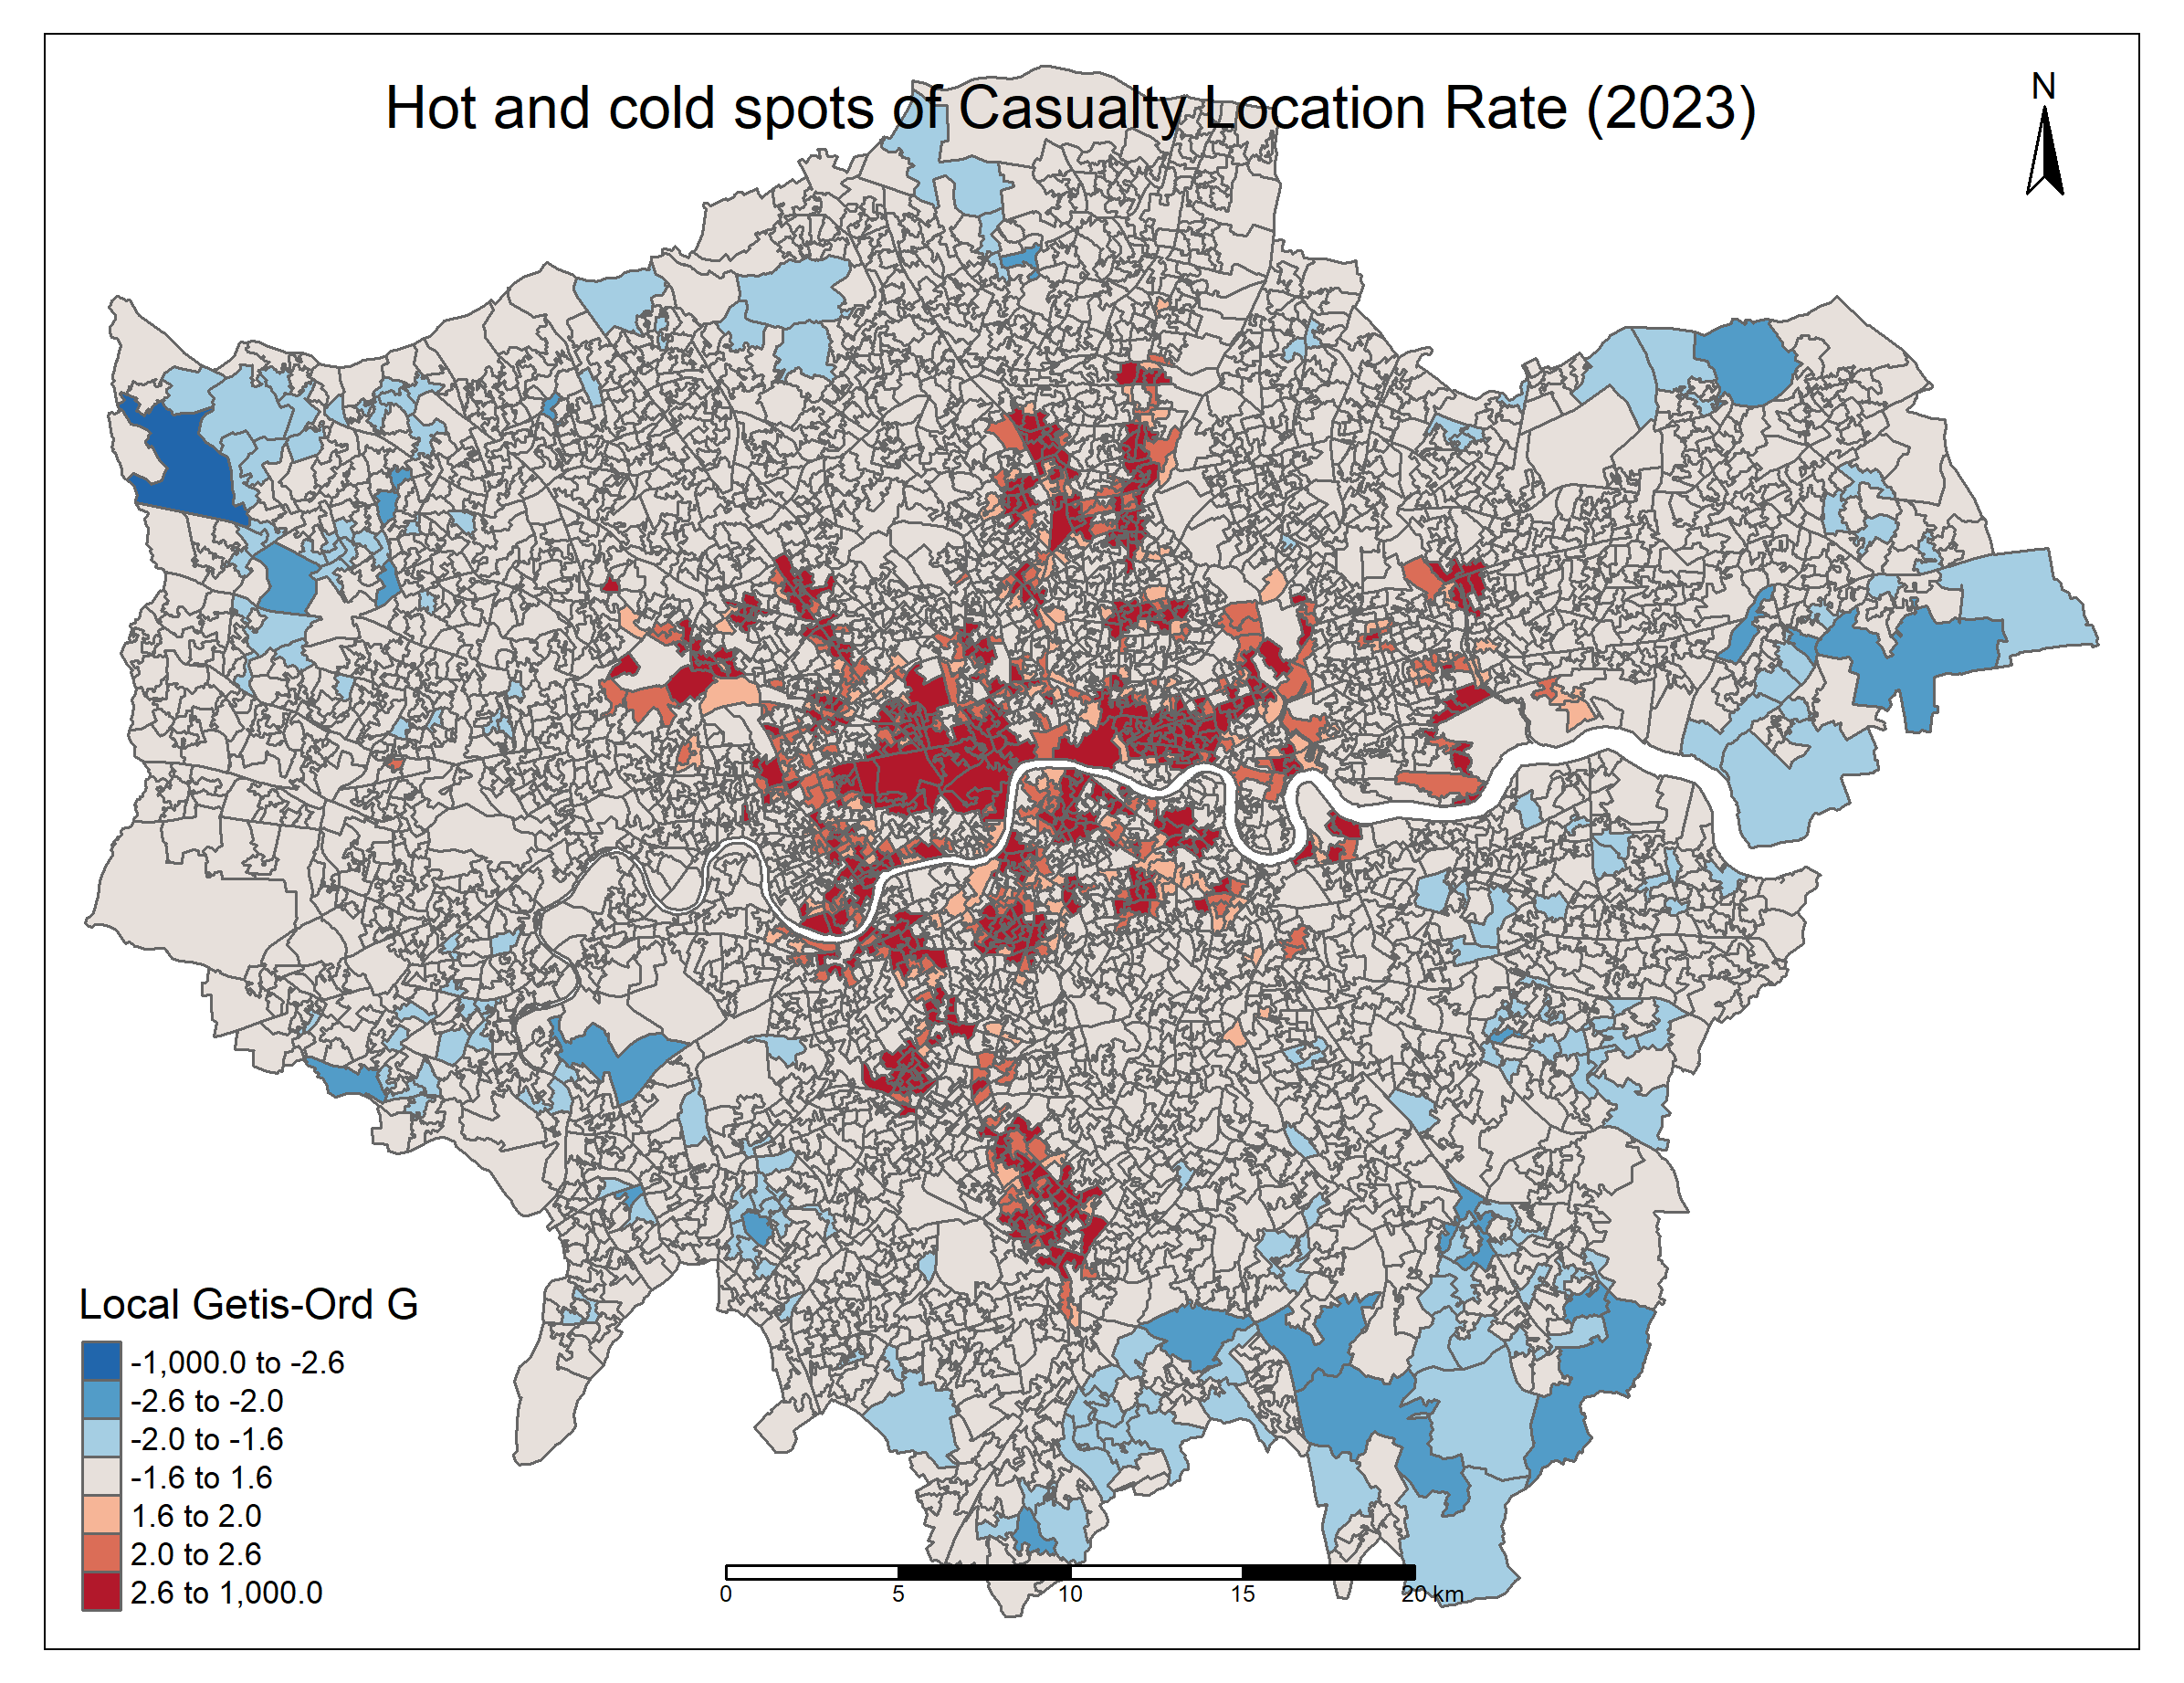 Hot and cold spots of Casualty Location Rate (2023)
N
Local Getis-Ord G
-1,000.0 to -2.6
-2.6 to -2.0
-2.0 to -1.6
-1.6 to 1.6
1.6 to 2.0
2.0 to 2.6
2.6 to 1,000.0
0 5 10 15 20 km